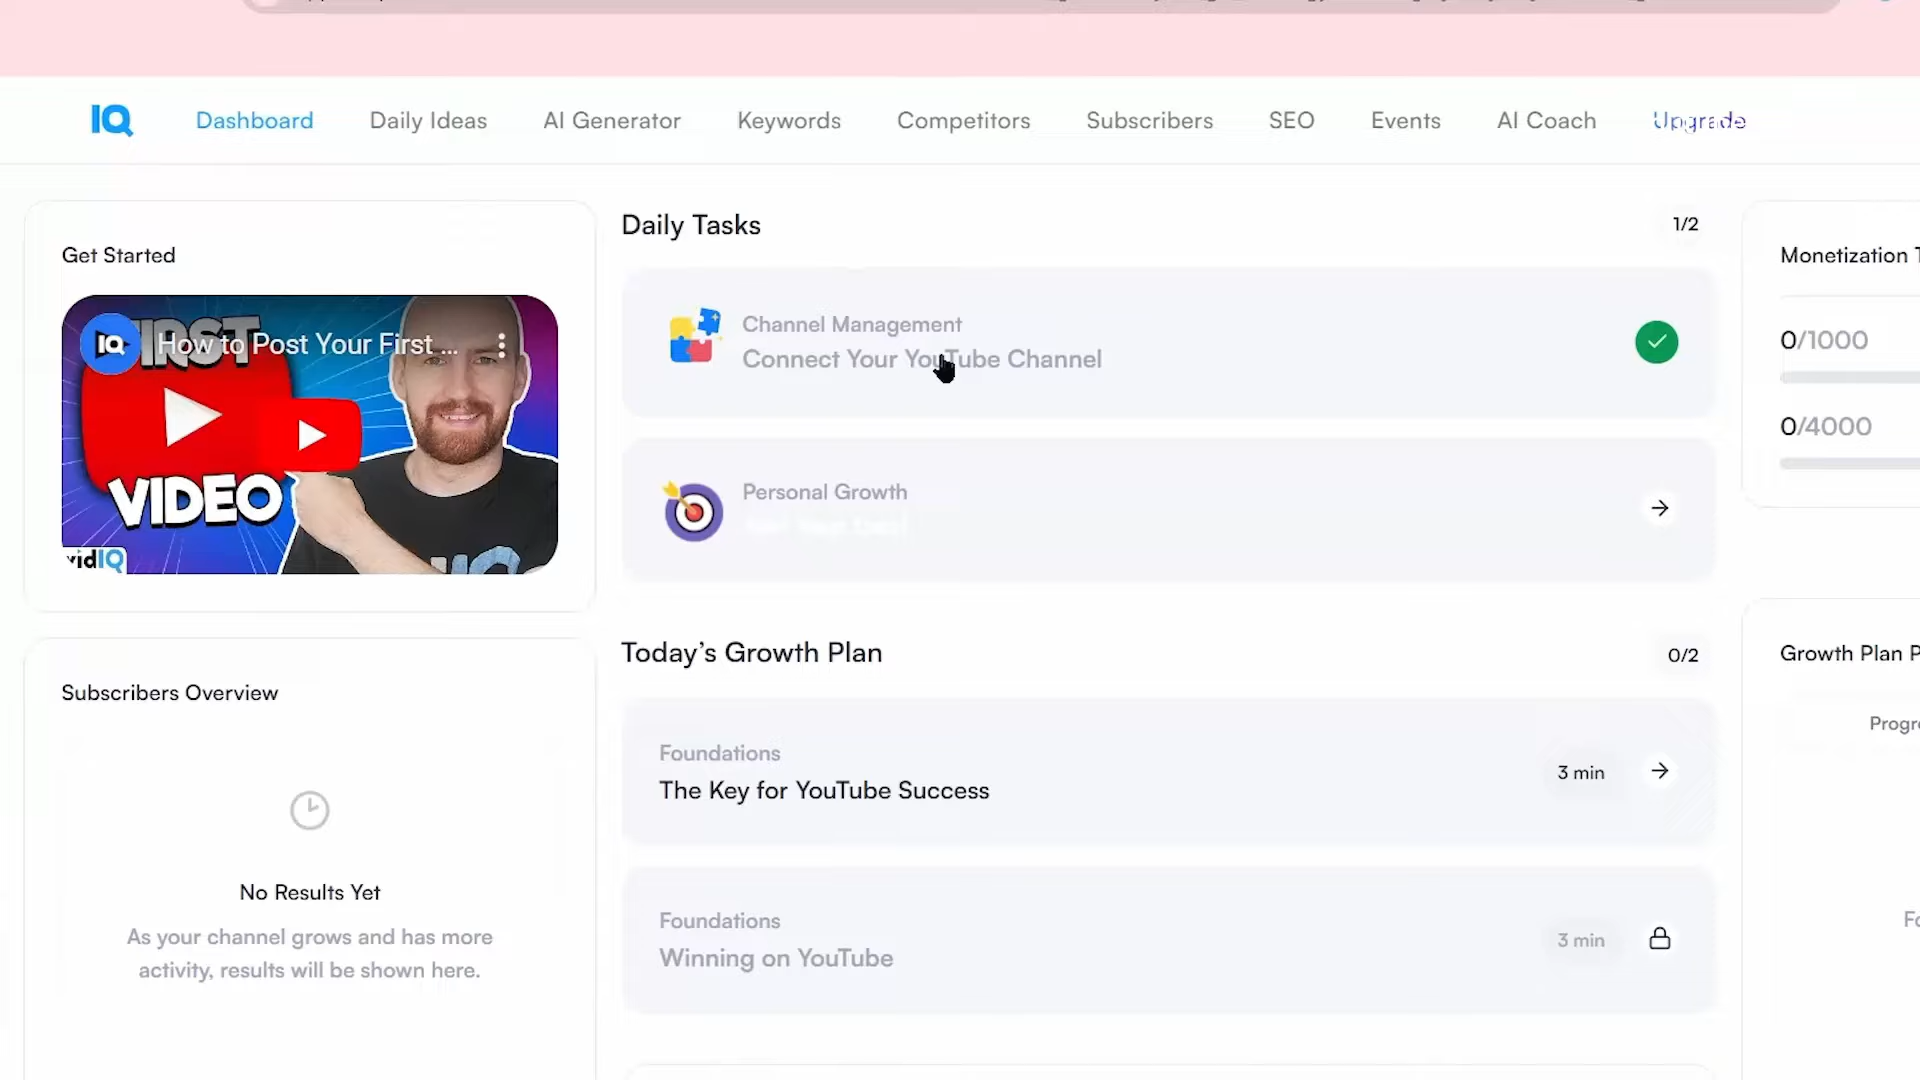 IQ
Dashboard
Daily Ideas
AI Generator
Keywords
Competitors
Subscribers
SEO
Events
AI Coach
Upgrade
Get Started
IQ
How to Post Your First ...
FIRST
VIDEO
vidIQ
Subscribers Overview
No Results Yet
As your channel grows and has more
activity, results will be shown here.
Daily Tasks
1/2
Channel Management
Connect Your YouTube Channel
Personal Growth
Today’s Growth Plan
0/2
Foundations
The Key for YouTube Success
3 min
Foundations
Winning on YouTube
3 min
Monetization
0/1000
0/4000
Growth Plan